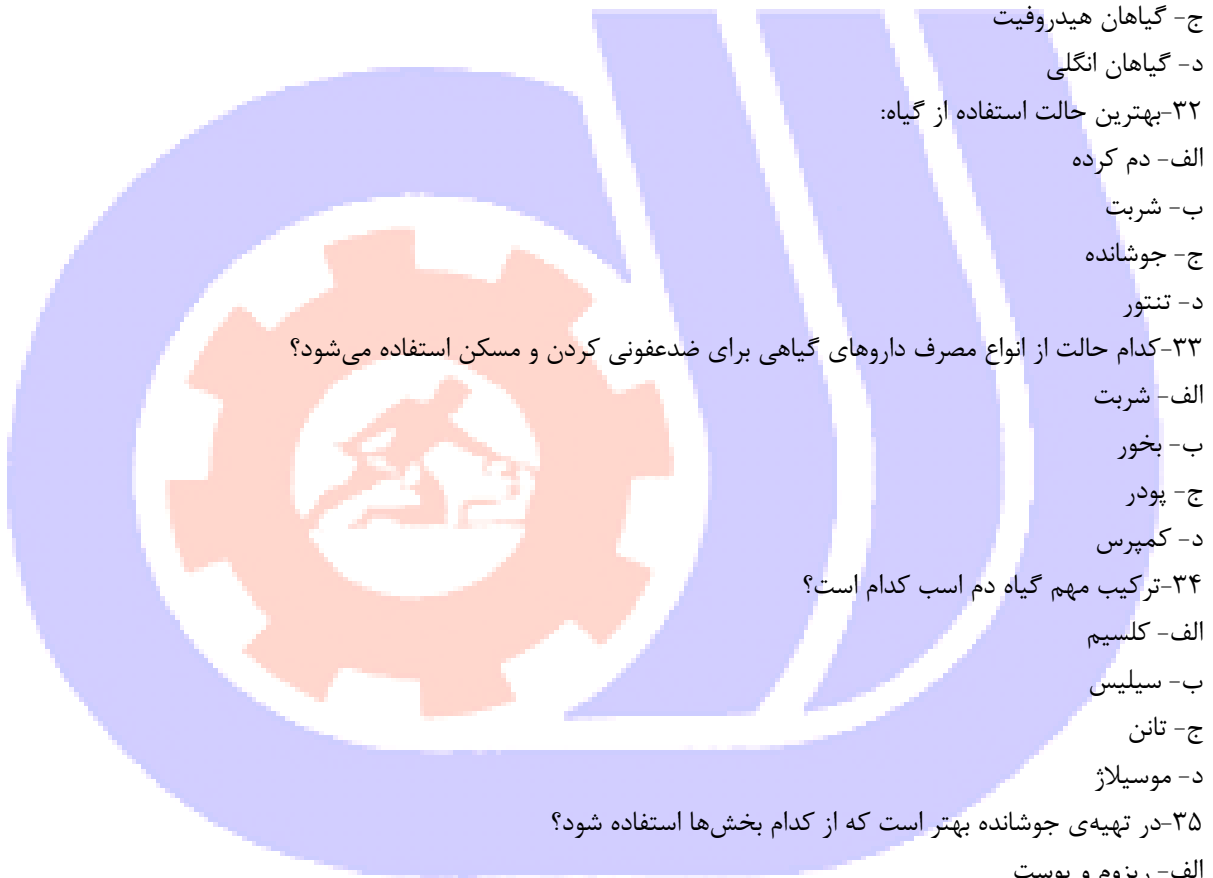 ج- گیاهان هیدروفیت
د- گیاهان انگلی
۳۲-بهترین حالت استفاده از گیاه:
الف- دم کرده
ب- شربت
ج- جوشانده
د- تنتور
۳۳-کدام حالت از انواع مصرف داروهای گیاهی برای ضدعفونی کردن و مسکن استفاده می‌شود؟
الف- شربت
ب- بخور
ج- پودر
د- کمپرس
۳۴-ترکیب مهم گیاه دم اسب کدام است؟
الف- کلسیم
ب- سیلیس
ج- تانن
د- موسیلاژ
۳۵-در تهیه‌ی جوشانده بهتر است که از کدام بخش‌ها استفاده شود؟
الف- ریزوم و پوست